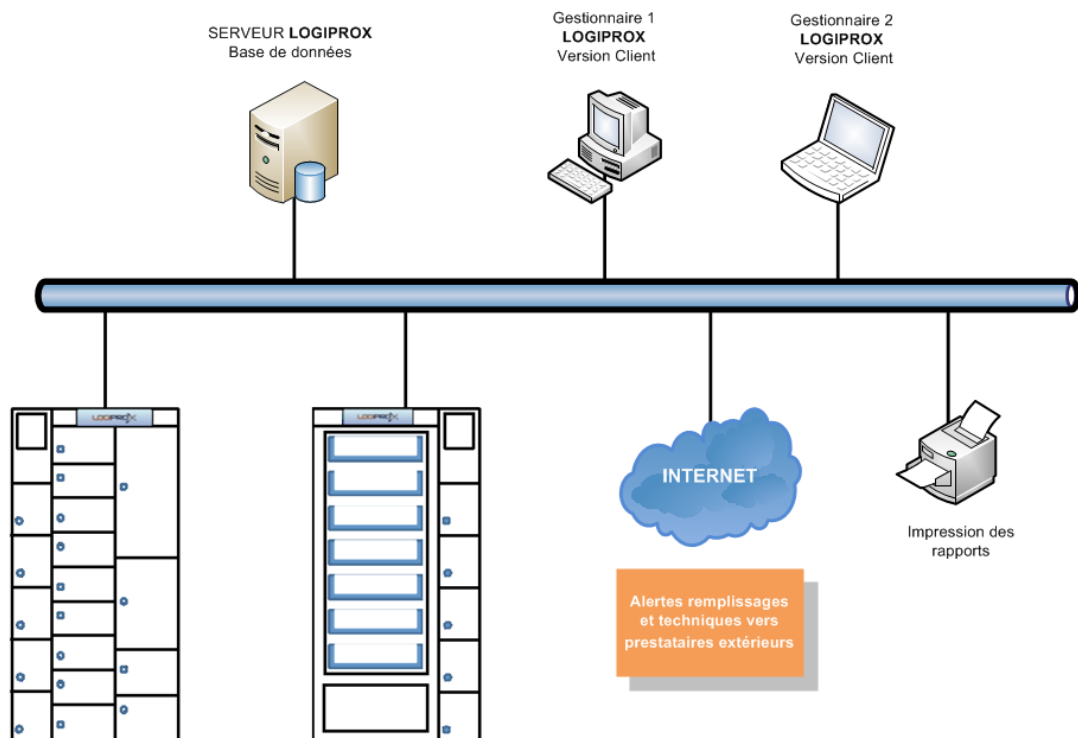 SERVEUR LOGIPROX
Base de données
Gestionnaire 1
LOGIPROX
Version Client
Gestionnaire 2
LOGIPROX
Version Client
LOGIPROX
LOGIPROX
INTERNET
Impression des
rapports
Alertes remplissages
et techniques vers
prestataires extérieurs